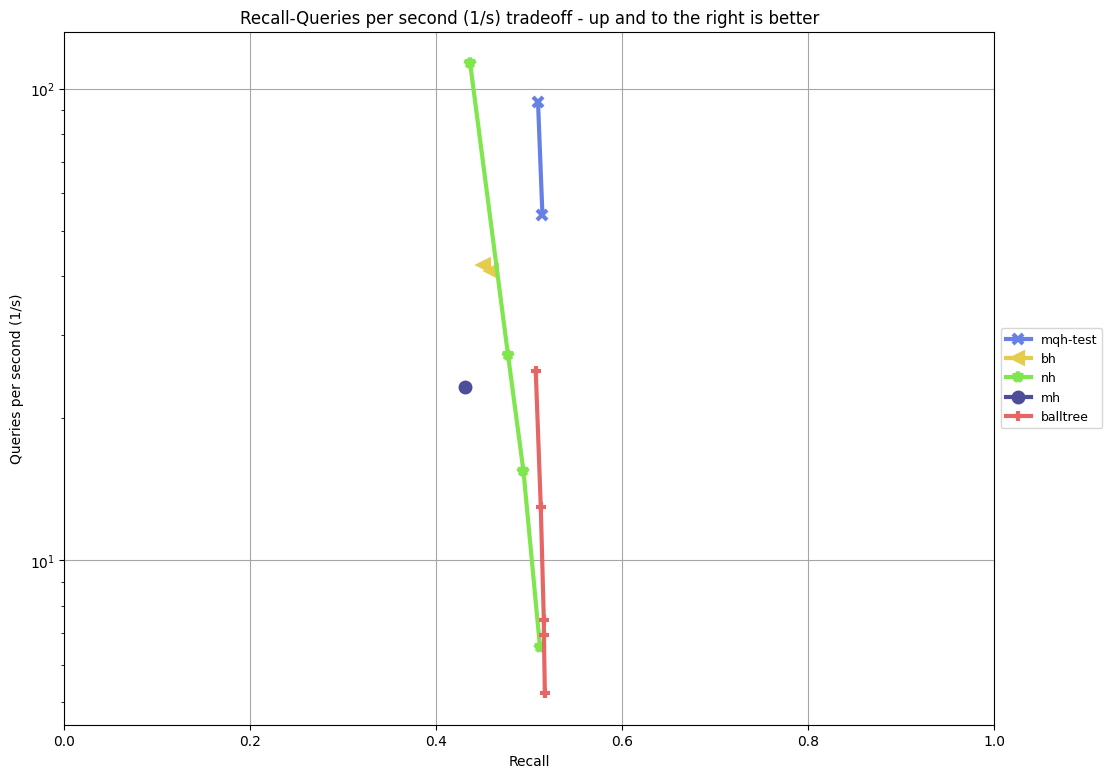 Recall-Queries per second (1/s) tradeoff - up and to the right is better
Queries per second (1/s)
10²
10¹
0.0 0.2 0.4 0.6 0.8 1.0
Recall
mqh-test
bh
nh
mh
balltree